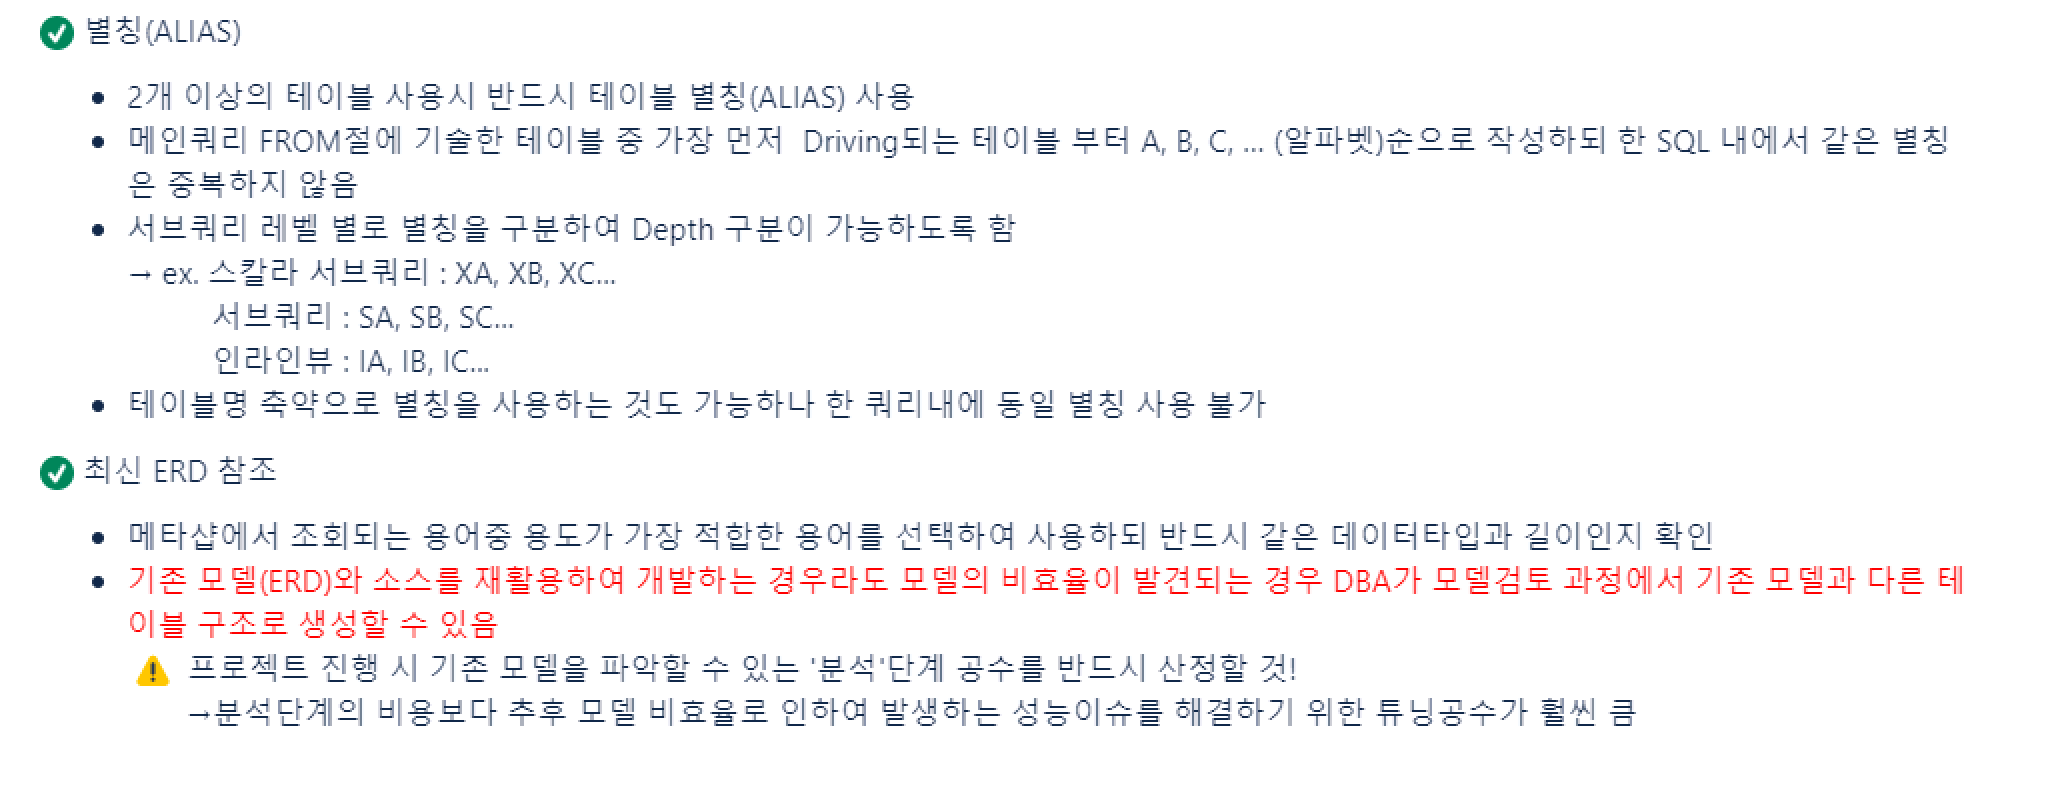 별칭(ALIAS)
• 2개 이상의 테이블 사용시 반드시 테이블 별칭(ALIAS) 사용
• 메인쿼리 FROM절에 기술한 테이블 중 가장 먼저  Driving되는 테이블 부터 A, B, C, ... (알파벳)순으로 작성하되 한 SQL 내에서 같은 별칭
은 중복하지 않음
• 서브쿼리 레벨 별로 별칭을 구분하여 Depth 구분이 가능하도록 함
→ ex. 스칼라 서브쿼리 : XA, XB, XC...
서브쿼리 : SA, SB, SC...
인라인뷰 : IA, IB, IC...
• 테이블명 축약으로 별칭을 사용하는 것도 가능하나 한 쿼리내에 동일 별칭 사용 불가
최신 ERD 참조
• 메타샵에서 조회되는 용어중 용도가 가장 적합한 용어를 선택하여 사용하되 반드시 같은 데이터타입과 길이인지 확인
• 기존 모델(ERD)와 소스를 재활용하여 개발하는 경우라도 모델의 비효율이 발견되는 경우 DBA가 모델검토 과정에서 기존 모델과 다른 테
이블 구조로 생성할 수 있음
프로젝트 진행 시 기존 모델을 파악할 수 있는 '분석'단계 공수를 반드시 산정할 것!
→분석단계의 비용보다 추후 모델 비효율로 인하여 발생하는 성능이슈를 해결하기 위한 튜닝공수가 훨씬 큼